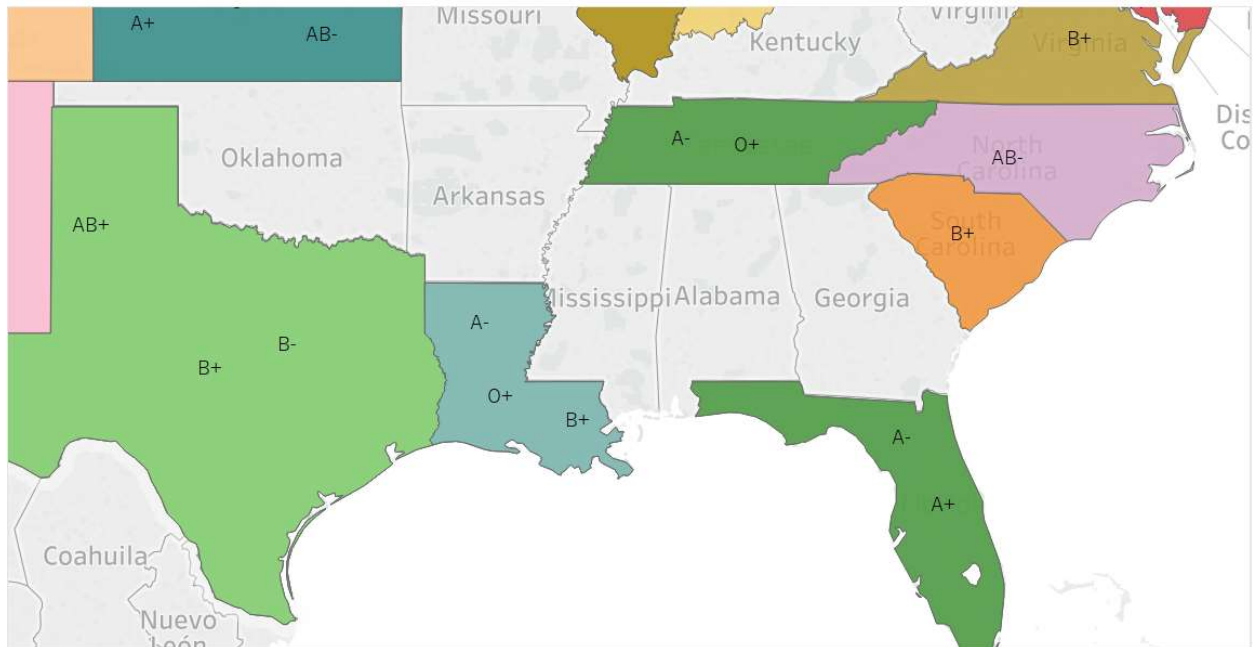 Missouri
Virginia
A+
AB-
Kentucky
B+
Virginia
Dis
Co
Oklahoma
A-
O+
North
Carolina
AB-
Arkansas
AB+
South
Carolina
B+
Mississippi
Alabama
Georgia
A-
B-
B+
O+
B+
A-
A+
Coahuila
Nuevo
León